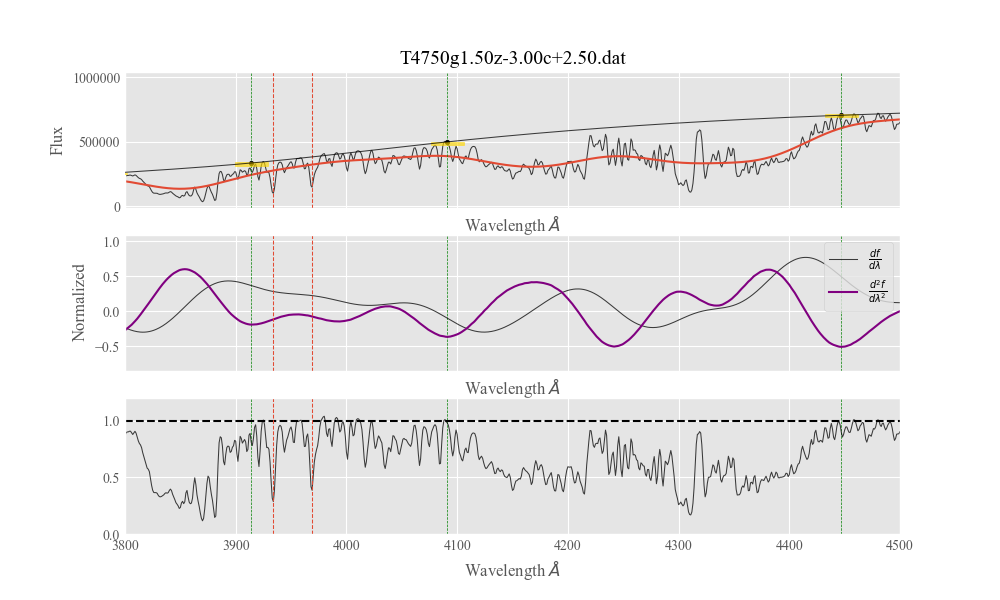 T4750g1.50z-3.00c+2.50.dat
Flux
1000000
500000
0
Wavelength Å
Normalized
1.0
0.5
0.0
−0.5
df
dλ
d²f
dλ²
Wavelength Å
1.0
0.5
0.0
3800 3900 4000 4100 4200 4300 4400 4500
Wavelength Å